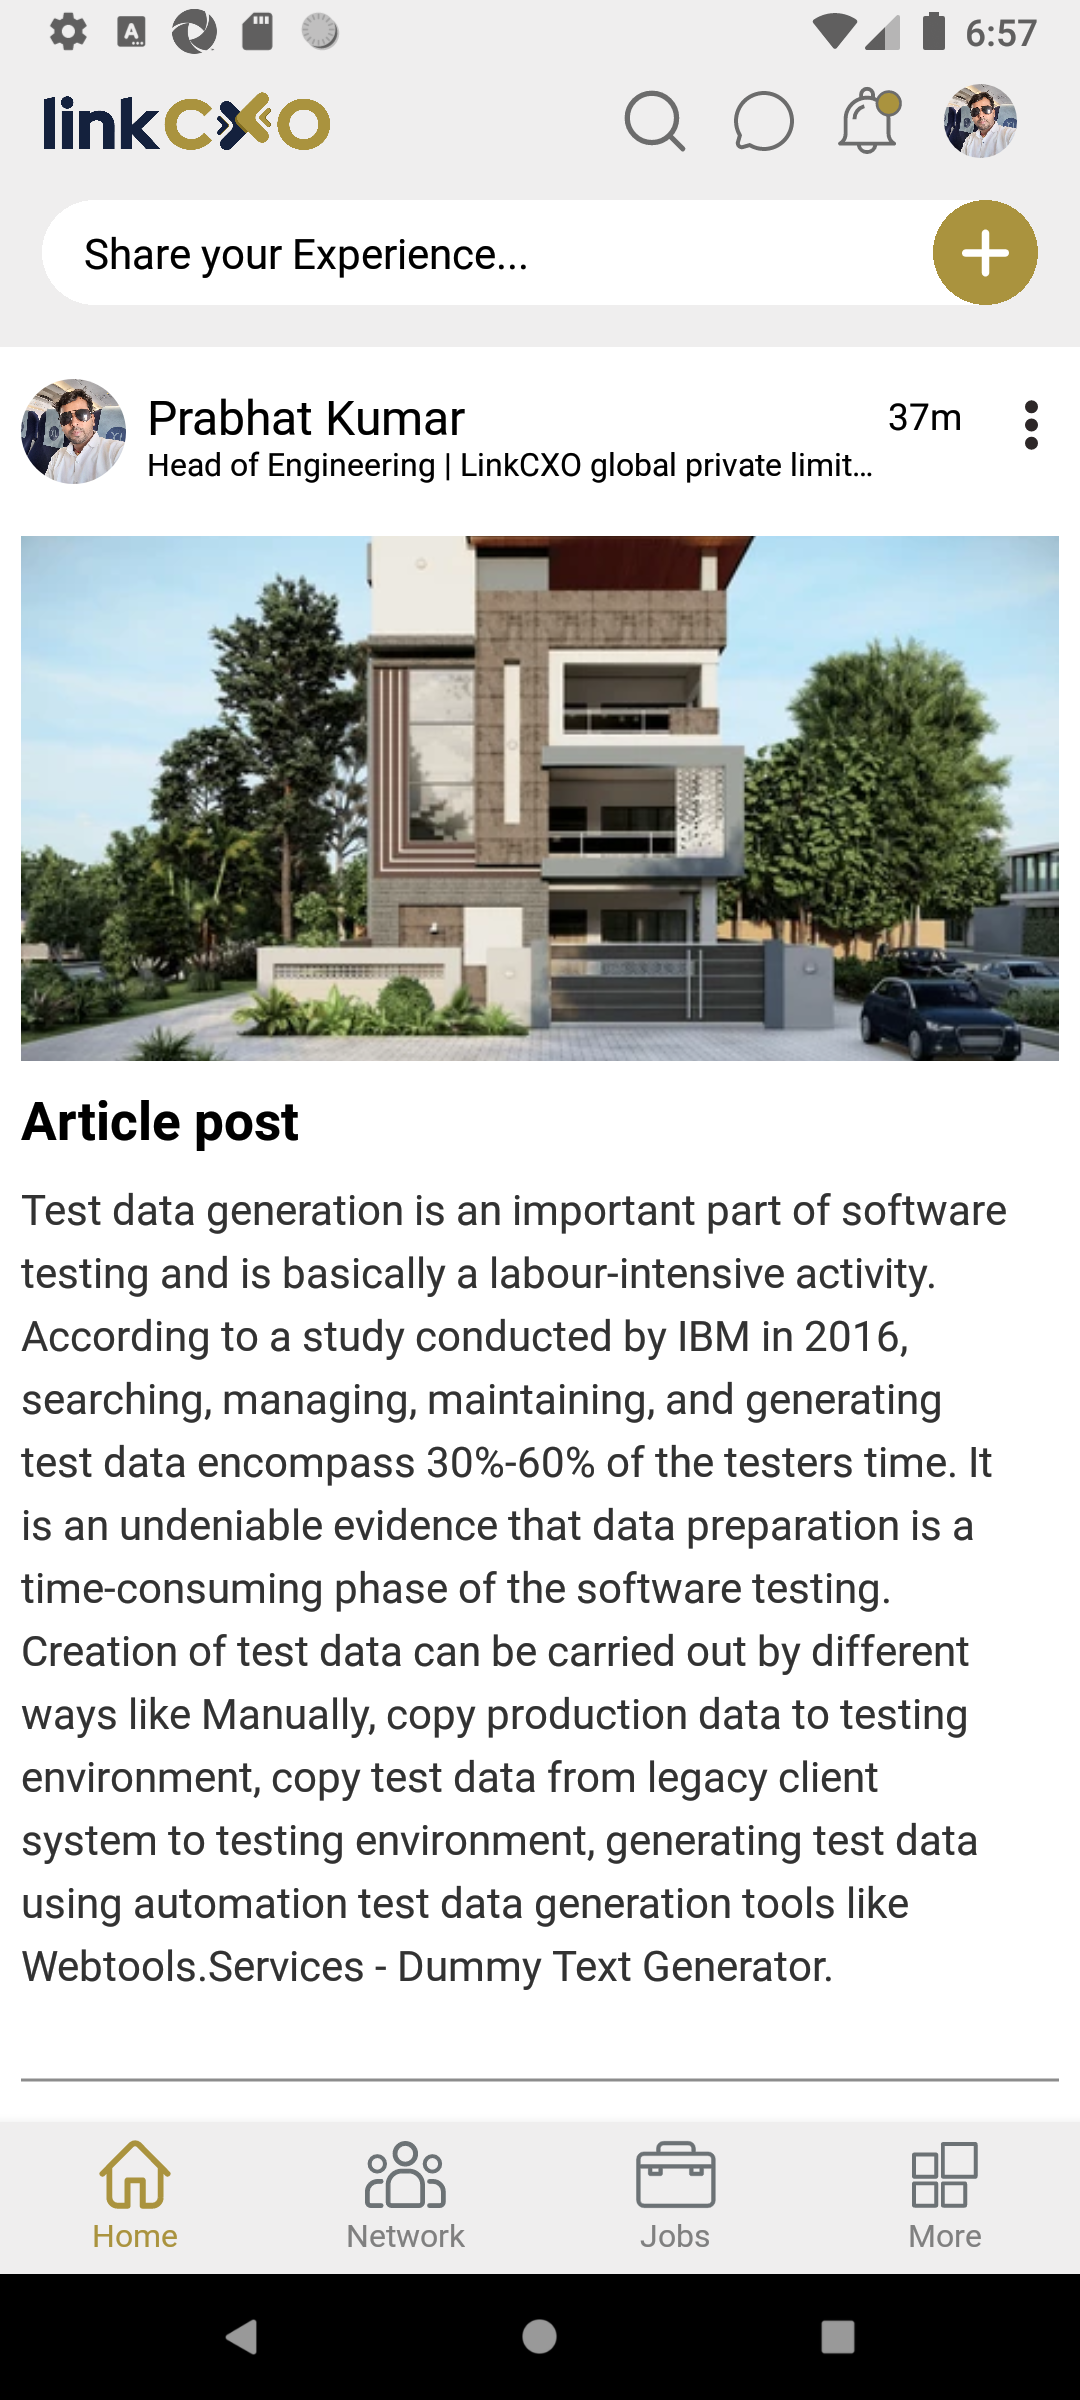 6:57
linkCXO
Share your Experience...
Prabhat Kumar
37m
Head of Engineering | LinkCXO global private limit...
Article post
Test data generation is an important part of software
testing and is basically a labour-intensive activity.
According to a study conducted by IBM in 2016,
searching, managing, maintaining, and generating
test data encompass 30%-60% of the testers time. It
is an undeniable evidence that data preparation is a
time-consuming phase of the software testing.
Creation of test data can be carried out by different
ways like Manually, copy production data to testing
environment, copy test data from legacy client
system to testing environment, generating test data
using automation test data generation tools like
Webtools.Services - Dummy Text Generator.
Home
Network
Jobs
More